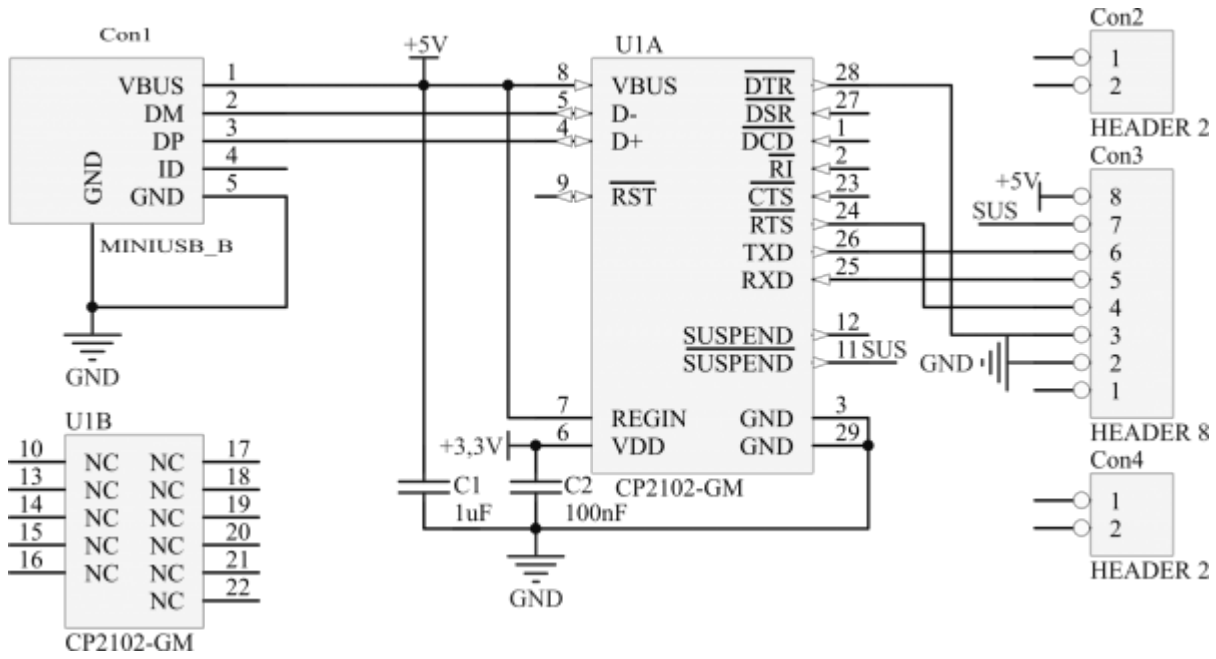 Con1
VBUS 1
DM 2
DP 3
ID 4
GND 5
GND
MINIUSB_B
GND
+5V
U1A
8 VBUS
5 D-
4 D+
9 RST
7 REGIN
6 VDD
+3,3V
DTR 28
DSR 27
DCD 1
RI 2
CTS 23
RTS 24
TXD 26
RXD 25
SUSPEND 12
SUSPEND 11 SUS
GND 3
GND 29
CP2102-GM
C1
1uF
C2
100nF
GND
Con2
1
2
HEADER 2
Con3
+5V 8
SUS 7
6
5
4
3
GND 2
1
HEADER 8
Con4
1
2
HEADER 2
U1B
10 NC NC 17
13 NC NC 18
14 NC NC 19
15 NC NC 20
16 NC NC 21
NC 22
CP2102-GM